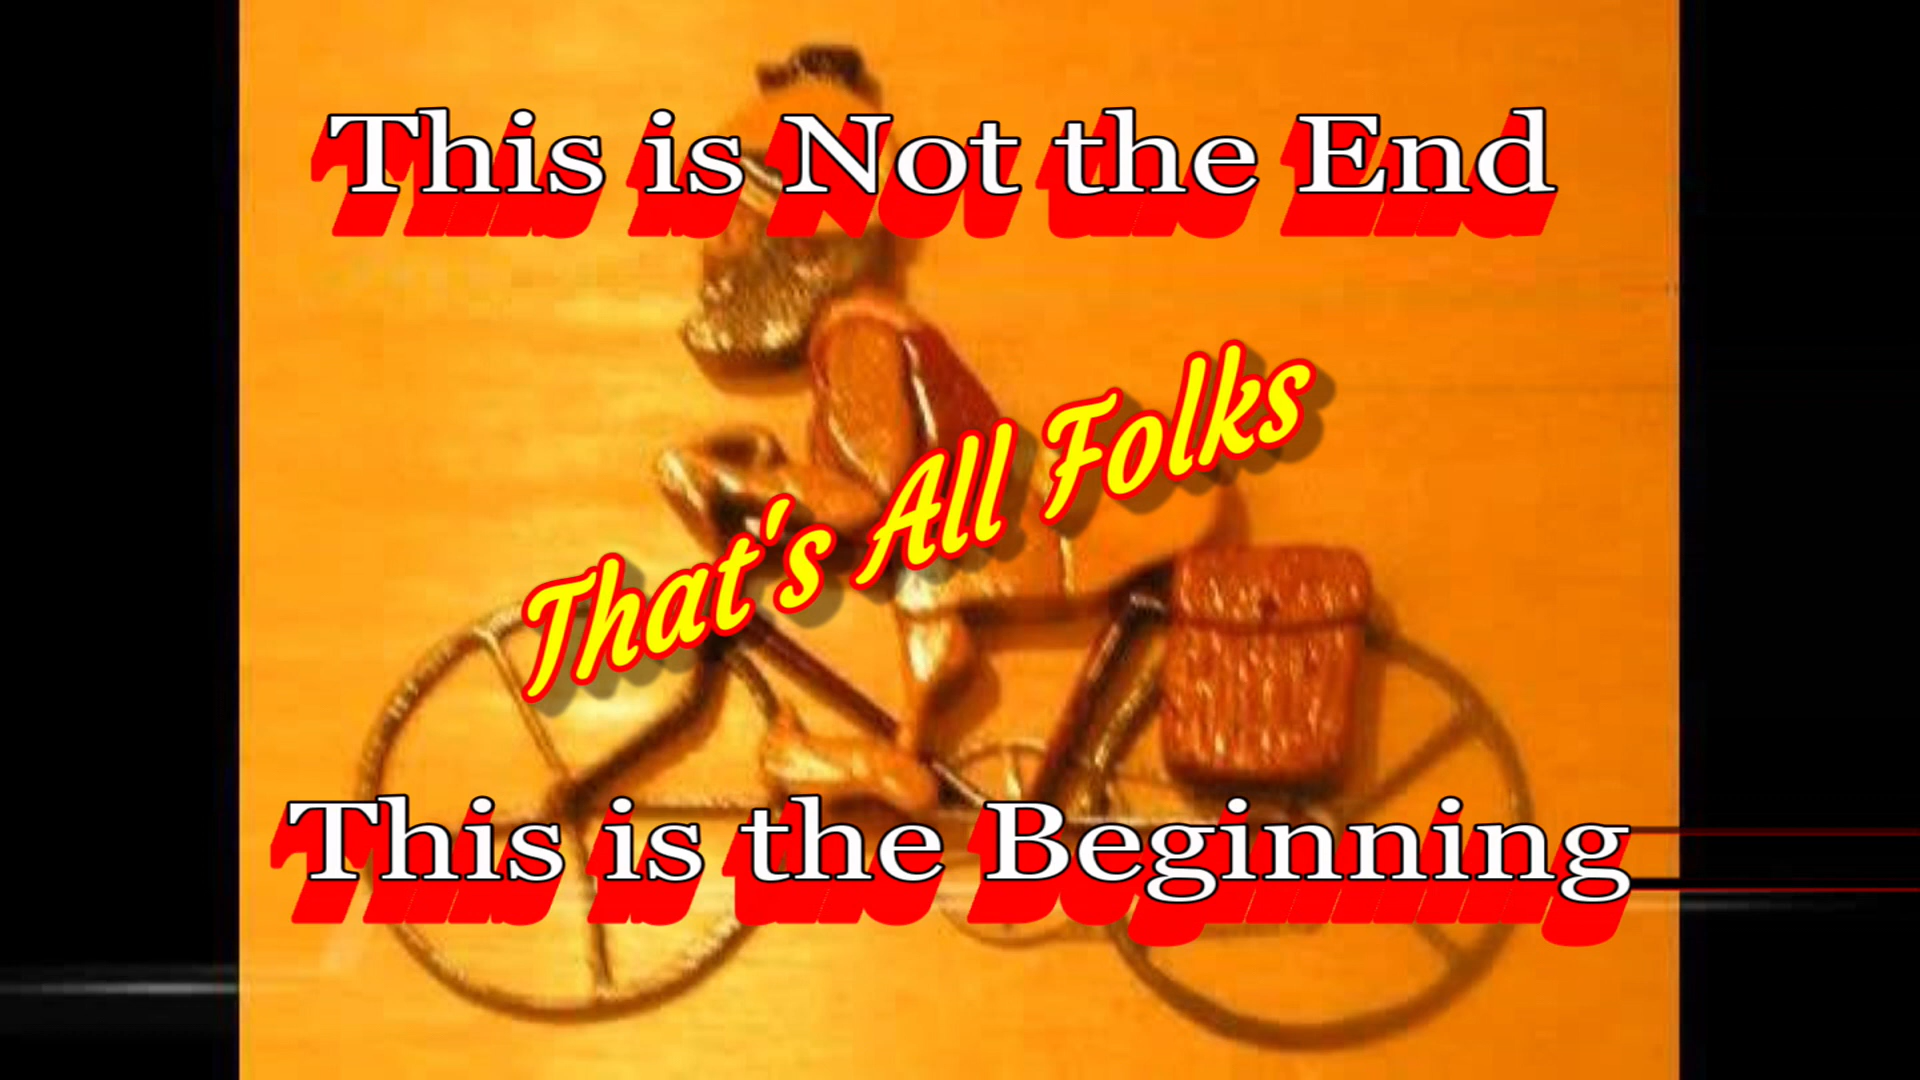 This is Not the End
That's All Folks
This is the Beginning